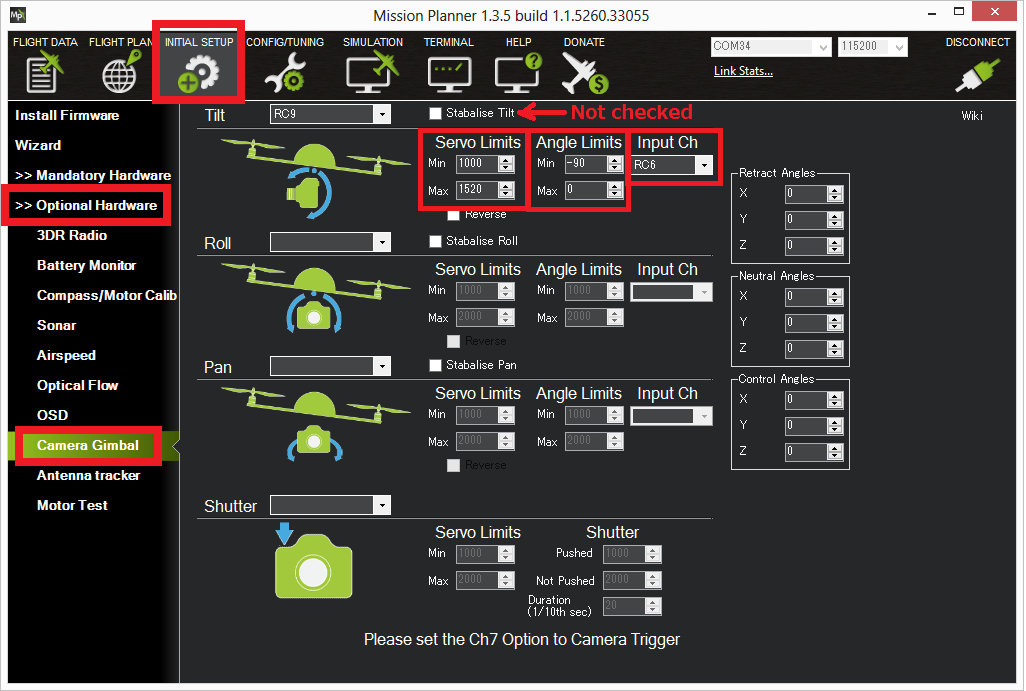 Mp
Mission Planner 1.3.5 build 1.1.5260.33055
FLIGHT DATA
FLIGHT PLAN
INITIAL SETUP
CONFIG/TUNING
SIMULATION
TERMINAL
HELP
DONATE
COM34
115200
DISCONNECT
Link Stats...
Install Firmware
Wizard
>> Mandatory Hardware
>> Optional Hardware
3DR Radio
Battery Monitor
Compass/Motor Calib
Sonar
Airspeed
Optical Flow
OSD
Camera Gimbal
Antenna tracker
Motor Test
Tilt
RC9
Stabalise Tilt
Not checked
Wiki
Servo Limits
Angle Limits
Input Ch
Min 1000
Min -90
RC6
Max 1520
Max 0
Reverse
Roll
Stabalise Roll
Servo Limits
Angle Limits
Input Ch
Min 1000
Min 1000
Max 2000
Max 2000
Reverse
Pan
Stabalise Pan
Servo Limits
Angle Limits
Input Ch
Min 1000
Min 1000
Max 2000
Max 2000
Reverse
Shutter
Servo Limits
Shutter
Min 1000
Pushed 1000
Max 2000
Not Pushed 2000
Duration
(1/10th sec) 20
Please set the Ch7 Option to Camera Trigger
Retract Angles
X 0
Y 0
Z 0
Neutral Angles
X 0
Y 0
Z 0
Control Angles
X 0
Y 0
Z 0